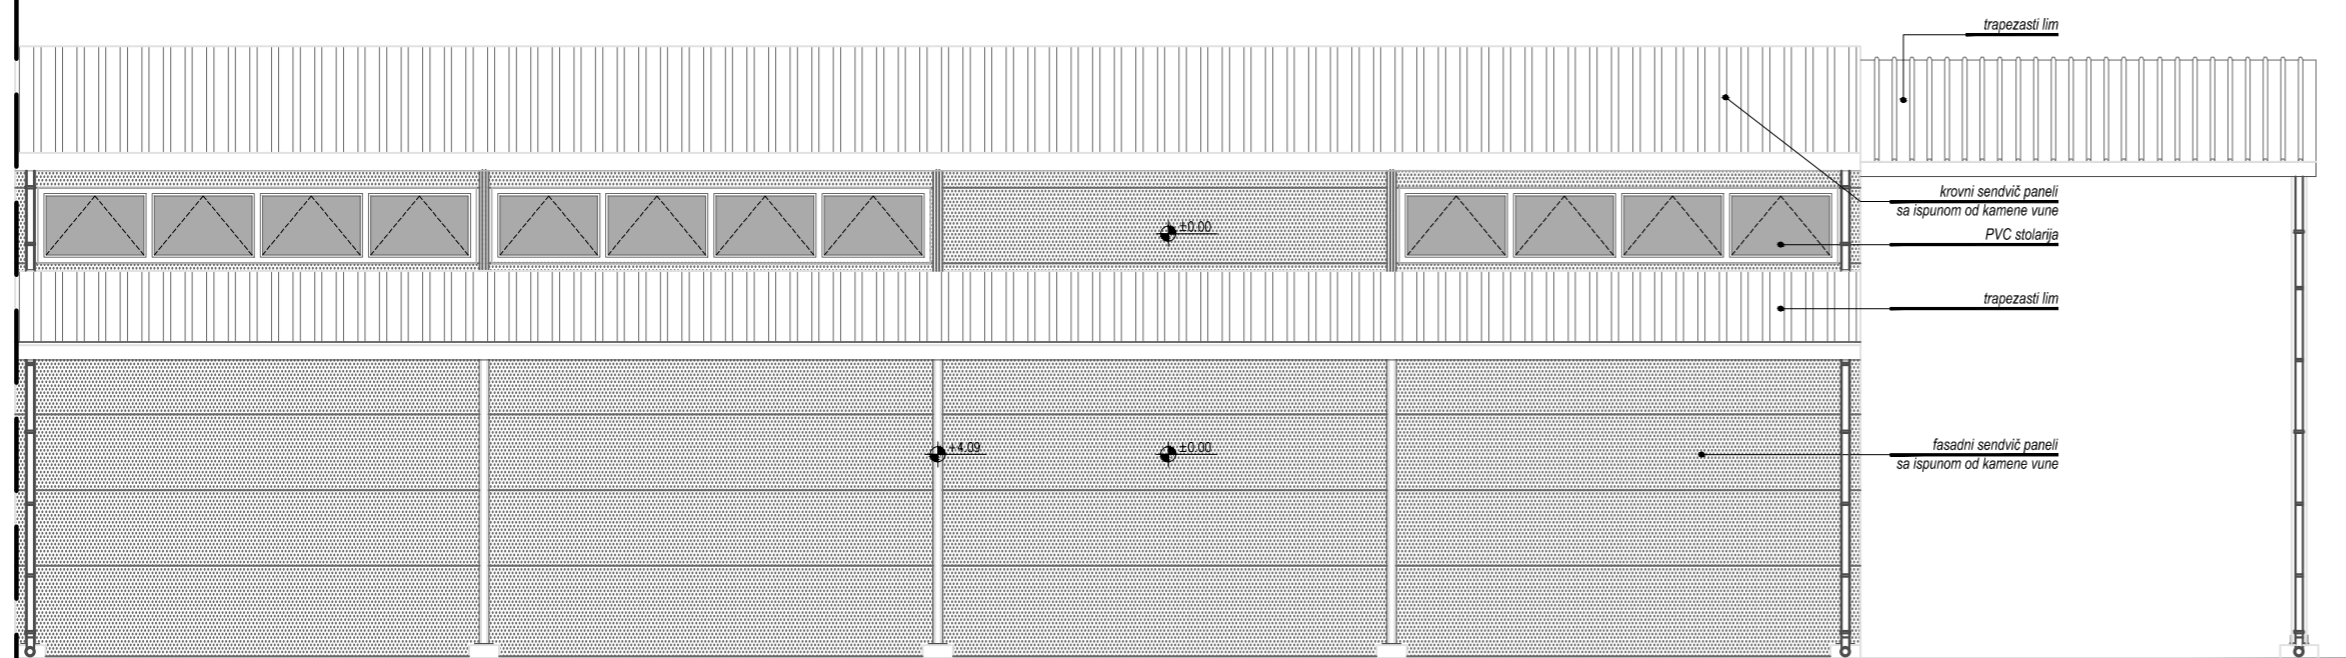 trapezasti lim
krovni sendvič paneli
sa ispunom od kamene vune
±0.00
PVC stolarija
trapezasti lim
+4.09
±0.00
fasadni sendvič paneli
sa ispunom od kamene vune